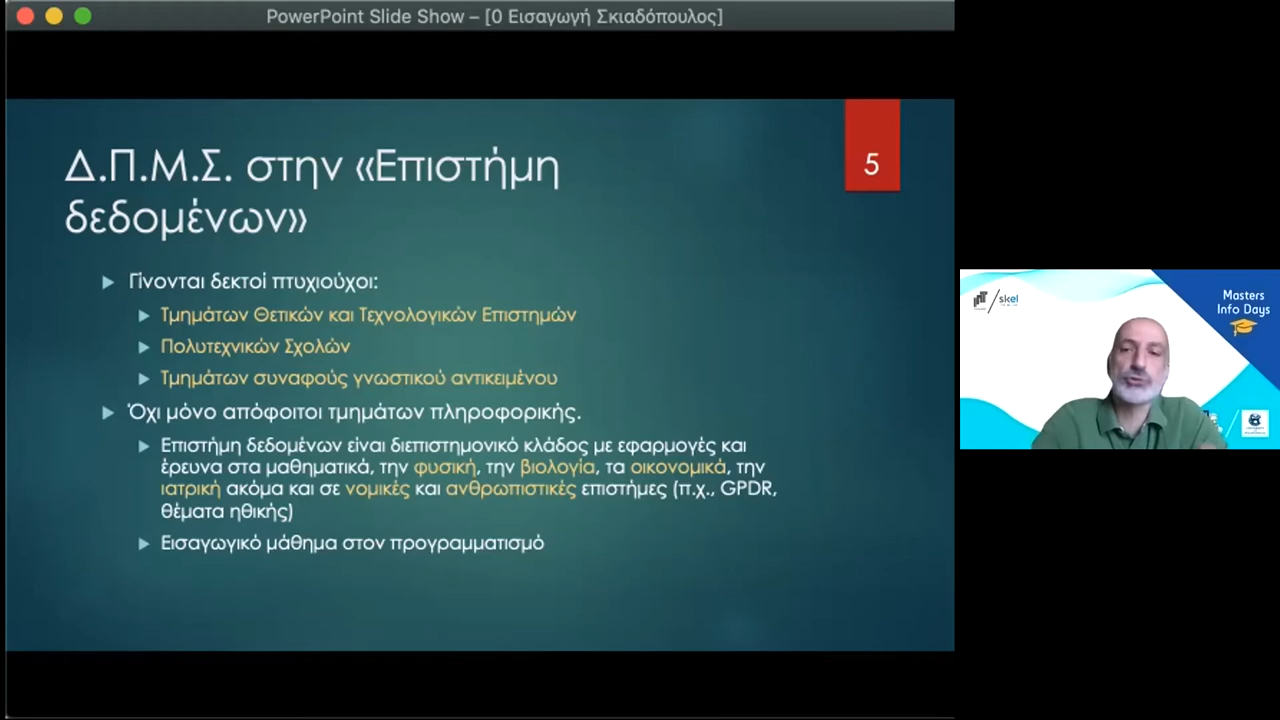 PowerPoint Slide Show – [0 Εισαγωγή Σκιαδόπουλος]
Δ.Π.Μ.Σ. στην «Επιστήμη
δεδομένων»
5
Γίνονται δεκτοί πτυχιούχοι:
Τμημάτων Θετικών και Τεχνολογικών Επιστημών
Πολυτεχνικών Σχολών
Τμημάτων συναφούς γνωστικού αντικειμένου
Όχι μόνο απόφοιτοι τμημάτων πληροφορικής.
Επιστήμη δεδομένων είναι διεπιστημονικό κλάδος με εφαρμογές και
έρευνα στα μαθηματικά, την φυσική, την βιολογία, τα οικονομικά, την
ιατρική ακόμα και σε νομικές και ανθρωπιστικές επιστήμες (π.χ., GPDR,
θέματα ηθικής)
Εισαγωγικό μάθημα στον προγραμματισμό
skel
Masters
Info Days